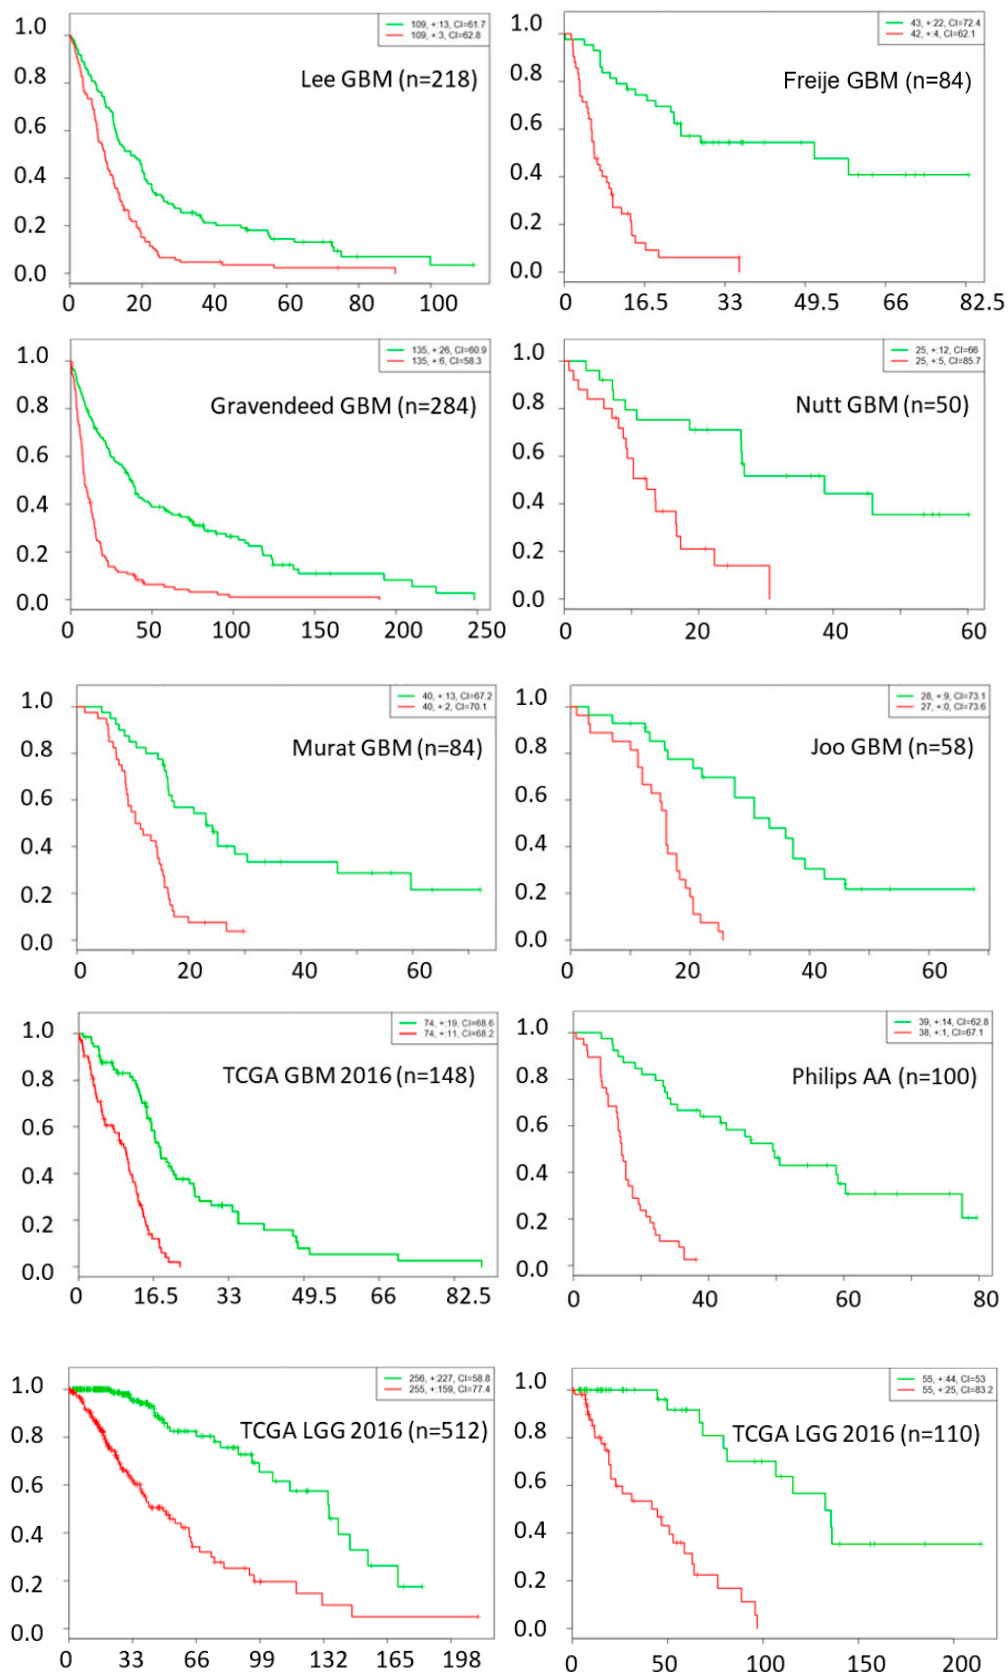 109, +:13, CI=61.7
109, +:3, CI=62.8
Lee GBM (n=218)
1.0
0.8
0.6
0.4
0.2
0.0
0 20 40 60 80 100
43, +:22, CI=72.4
42, +:4, CI=62.1
Freije GBM (n=84)
1.0
0.8
0.6
0.4
0.2
0.0
0 16.5 33 49.5 66 82.5
135, +:26, CI=60.9
135, +:6, CI=58.3
Gravendeed GBM (n=284)
1.0
0.8
0.6
0.4
0.2
0.0
0 50 100 150 200 250
25, +:12, CI=66
25, +:5, CI=85.7
Nutt GBM (n=50)
1.0
0.8
0.6
0.4
0.2
0.0
0 20 40 60
40, +:13, CI=67.2
40, +:2, CI=70.1
Murat GBM (n=84)
1.0
0.8
0.6
0.4
0.2
0.0
0 20 40 60
28, +:9, CI=73.1
27, +:0, CI=73.6
Joo GBM (n=58)
1.0
0.8
0.6
0.4
0.2
0.0
0 20 40 60
74, +:19, CI=68.6
74, +:11, CI=68.2
TCGA GBM 2016 (n=148)
1.0
0.8
0.6
0.4
0.2
0.0
0 16.5 33 49.5 66 82.5
39, +:14, CI=62.8
38, +:1, CI=67.1
Philips AA (n=100)
1.0
0.8
0.6
0.4
0.2
0.0
0 40 60 80
256, +:227, CI=58.8
255, +:159, CI=77.4
TCGA LGG 2016 (n=512)
1.0
0.8
0.6
0.4
0.2
0.0
0 33 66 99 132 165 198
55, +:44, CI=53
55, +:25, CI=83.2
TCGA LGG 2016 (n=110)
1.0
0.8
0.6
0.4
0.2
0.0
0 50 100 150 200